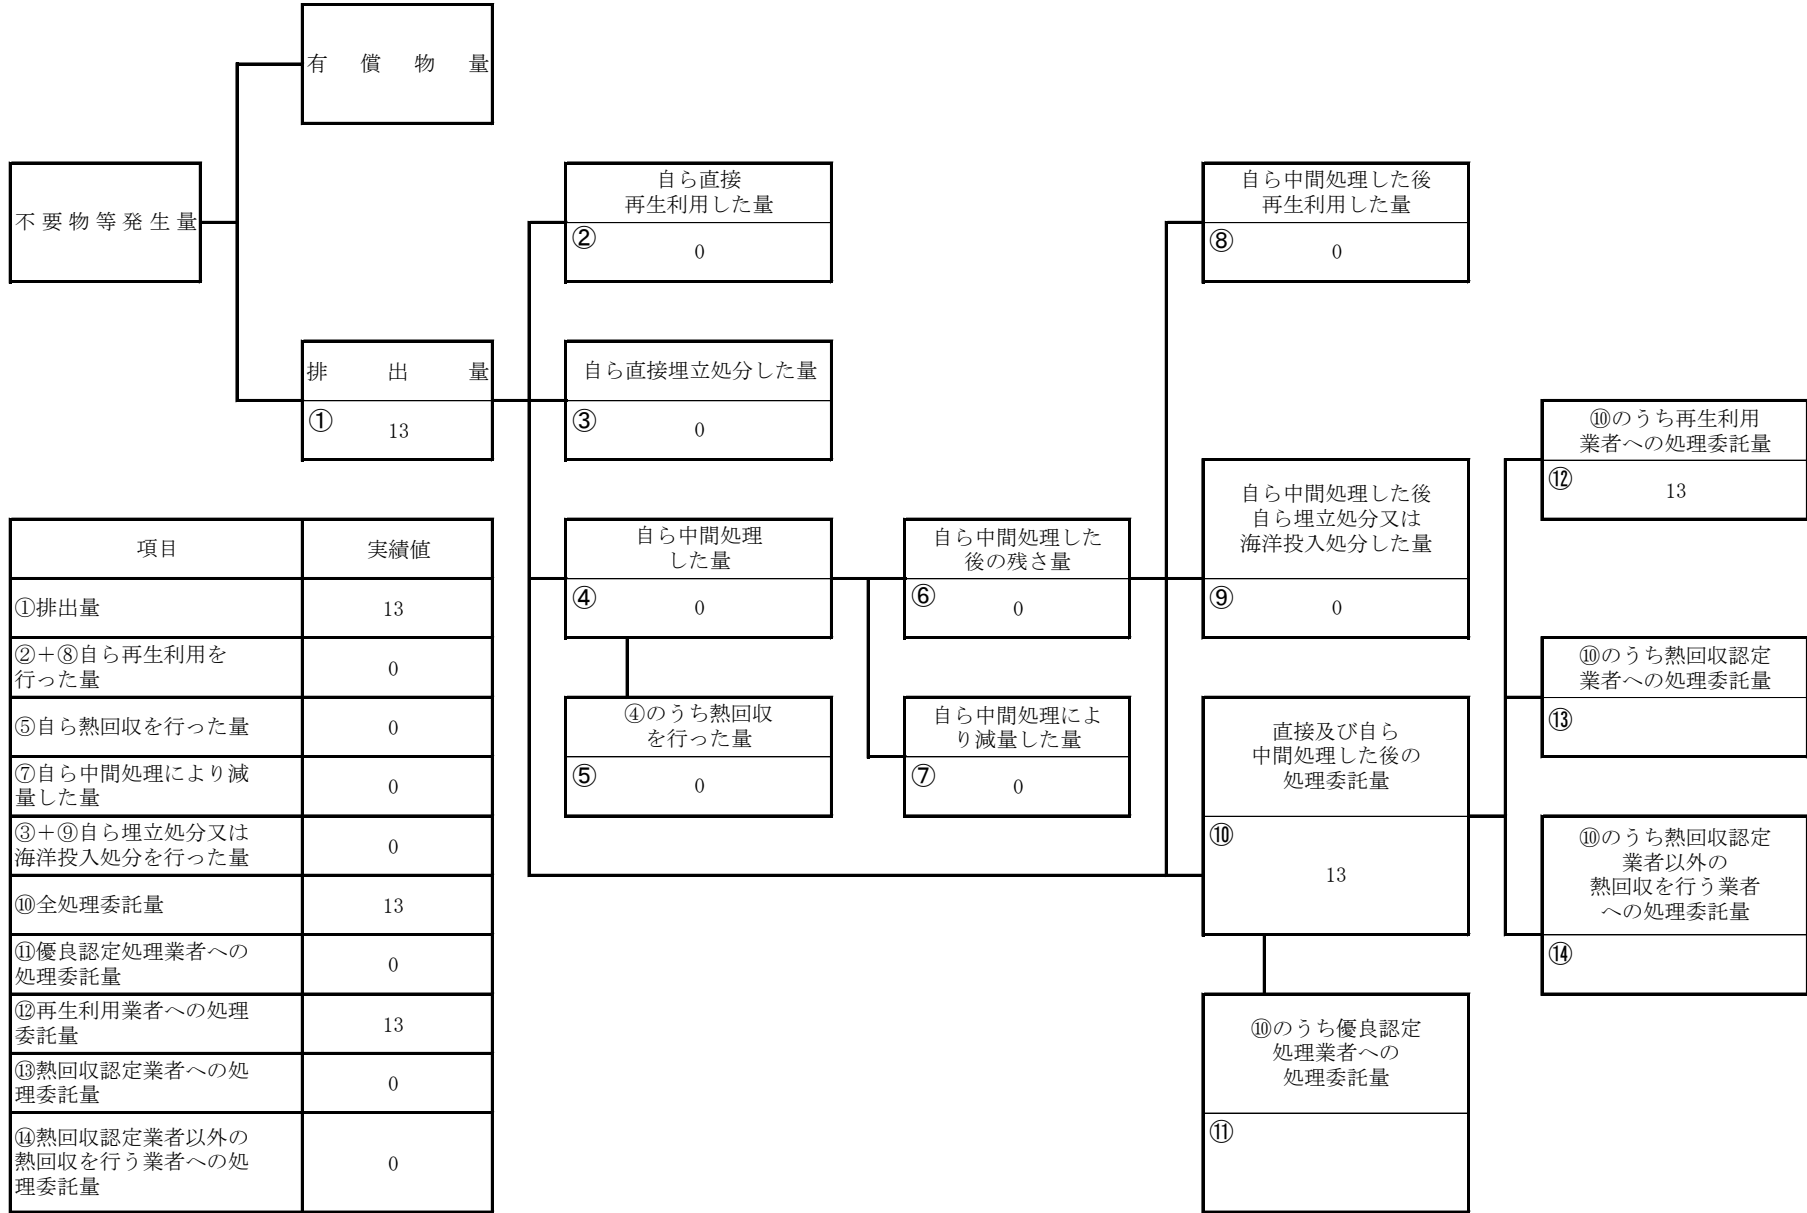 有償物量
不要物等発生量
自ら直接
再生利用した量
②
0
自ら中間処理した後
再生利用した量
⑧
0
排出量
①
13
自ら直接埋立処分した量
③
0
⑩のうち再生利用
業者への処理委託量
⑫
13
自ら中間処理
した量
④
0
自ら中間処理した
後の残さ量
⑥
0
自ら中間処理した後
自ら埋立処分又は
海洋投入処分した量
⑨
0
⑩のうち熱回収認定
業者への処理委託量
⑬
④のうち熱回収
を行った量
⑤
0
自ら中間処理によ
り減量した量
⑦
0
直接及び自ら
中間処理した後の
処理委託量
⑩
13
⑩のうち熱回収認定
業者以外の
熱回収を行う業者
への処理委託量
⑭
⑩のうち優良認定
処理業者への
処理委託量
⑪
項目 実績値
①排出量 13
②+⑧自ら再生利用を
行った量 0
⑤自ら熱回収を行った量 0
⑦自ら中間処理により減
量した量 0
③+⑨自ら埋立処分又は
海洋投入処分を行った量 0
⑩全処理委託量 13
⑪優良認定処理業者への
処理委託量 0
⑫再生利用業者への処理
委託量 13
⑬熱回収認定業者への処
理委託量 0
⑭熱回収認定業者以外の
熱回収を行う業者への処
理委託量 0